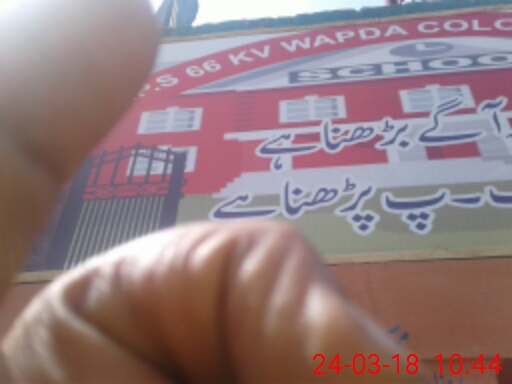 .P.S 66 KV WAPDA COLO
SCHOO
آگے بڑھنا ہے
پ پڑھنا ہے
24-03-18 10:44